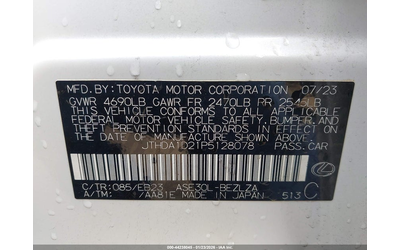 MFD. BY: TOYOTA MOTOR CORPORATION 07/23
GVWR 4690LB GAWR FR 2470LB RR 2545LB
THIS VEHICLE CONFORMS TO ALL APPLICABLE
FEDERAL MOTOR VEHICLE SAFETY, BUMPER, AND
THEFT PREVENTION STANDARDS IN EFFECT ON
THE DATE OF MANUFACTURE SHOWN ABOVE.
JTHDA1D21P5128078 PASS.CAR
C/TR: 085/EB23 ASE30L-BEZLZA
A/TM: /AA81E MADE IN JAPAN 513 C